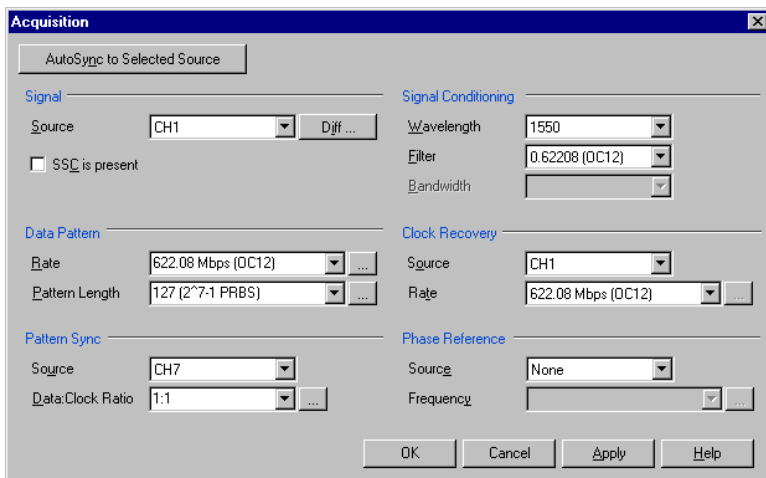 Acquisition
AutoSync to Selected Source
Signal
Source CH1 Diff ...
SSC is present
Signal Conditioning
Wavelength 1550
Filter 0.62208 (OC12)
Bandwidth
Data Pattern
Rate 622.08 Mbps (OC12) ...
Pattern Length 127 (2^7-1 PRBS) ...
Clock Recovery
Source CH1
Rate 622.08 Mbps (OC12) ...
Pattern Sync
Source CH7
Data:Clock Ratio 1:1 ...
Phase Reference
Source None
Frequency ...
OK Cancel Apply Help